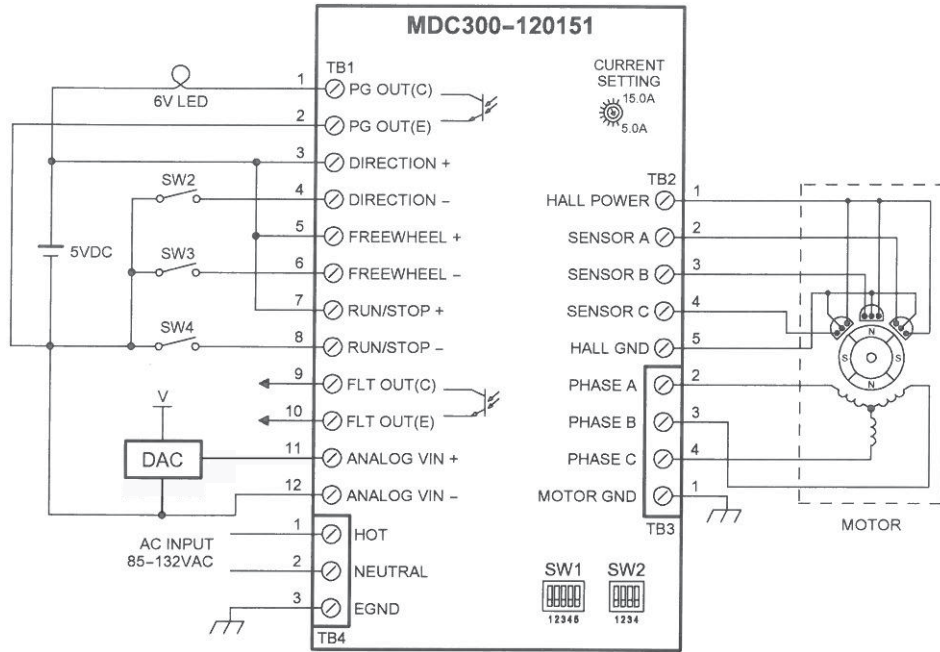 MDC300-120151
TB1
CURRENT
SETTING
15.0A
5.0A
6V LED
1
PG OUT(C)
2
PG OUT(E)
3
DIRECTION +
SW2
4
DIRECTION –
5
FREEWHEEL +
5VDC
SW3
6
FREEWHEEL –
7
RUN/STOP +
SW4
8
RUN/STOP –
9
FLT OUT(C)
10
FLT OUT(E)
V
DAC
11
ANALOG VIN +
12
ANALOG VIN –
AC INPUT
85-132VAC
1
HOT
2
NEUTRAL
3
EGND
TB4
TB2
HALL POWER
1
SENSOR A
2
SENSOR B
3
SENSOR C
4
HALL GND
5
PHASE A
2
PHASE B
3
PHASE C
4
MOTOR GND
1
TB3
N
S
S
N
MOTOR
SW1
12345
SW2
1234